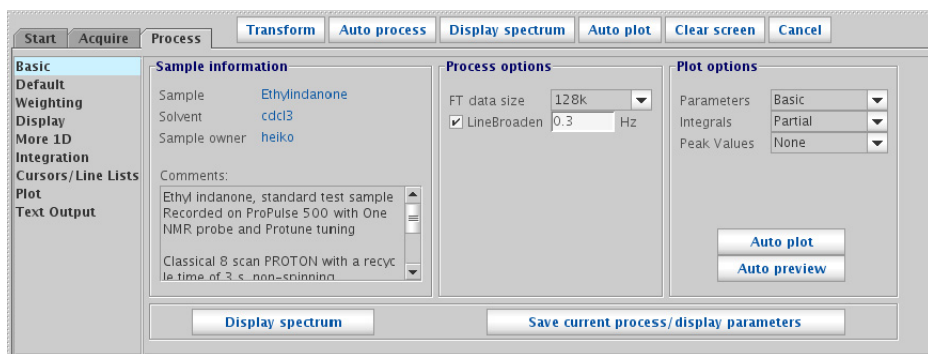 Start Acquire Process Transform Auto process Display spectrum Auto plot Clear screen Cancel
Basic
Default
Weighting
Display
More 1D
Integration
Cursors/Line Lists
Plot
Text Output
Sample information
Sample Ethylindanone
Solvent cdcl3
Sample owner heiko
Comments:
Ethyl indanone, standard test sample
Recorded on ProPulse 500 with One
NMR probe and Protune tuning
Classical 8 scan PROTON with a recyc
le time of 3 s, non-spinning
Process options
FT data size 128k
LineBroaden 0.3 Hz
Plot options
Parameters Basic
Integrals Partial
Peak Values None
Auto plot
Auto preview
Display spectrum Save current process/display parameters